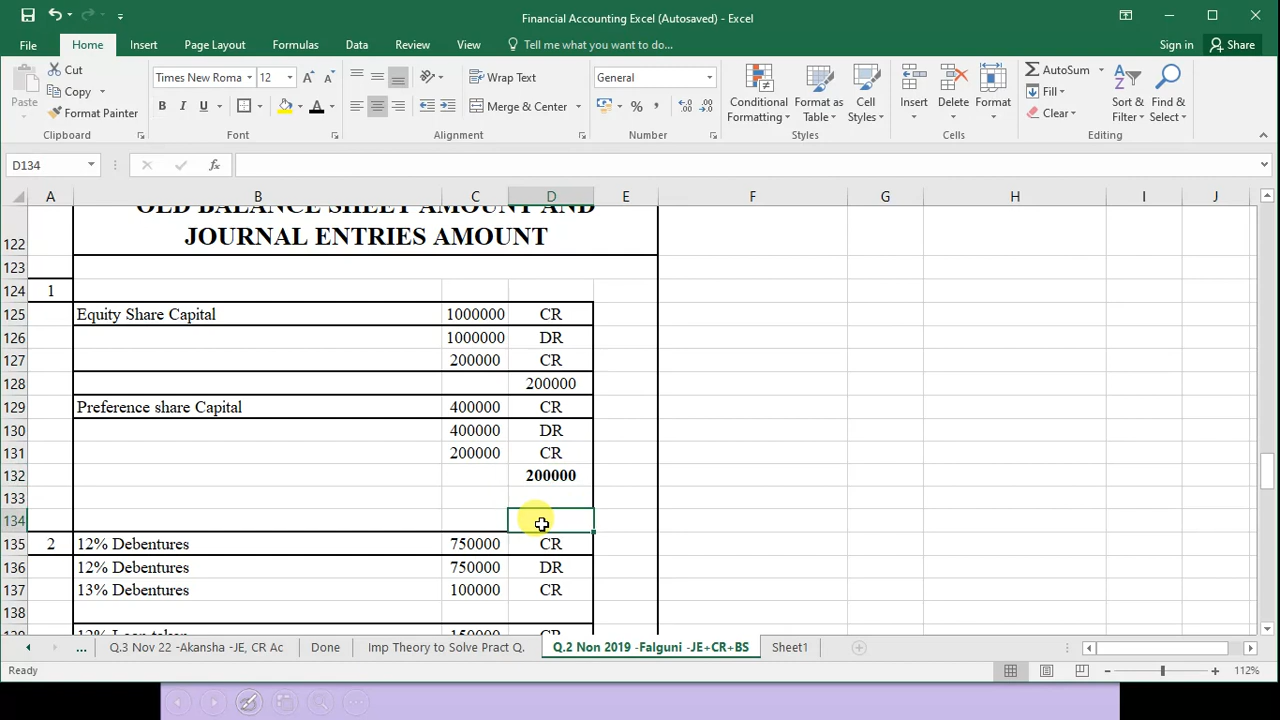 Financial Accounting Excel (Autosaved) - Excel
File Home Insert Page Layout Formulas Data Review View Tell me what you want to do... Sign in Share
Paste
Cut
Copy
Format Painter
Clipboard
Times New Roma 12
B I U
Font
Wrap Text
Merge & Center
Alignment
General
Number
Conditional Formatting
Format as Table
Cell Styles
Styles
Insert
Delete
Format
Cells
AutoSum
Fill
Clear
Sort & Filter
Find & Select
Editing
D134 fx
A B C D E F G H I J
OLD BALANCE SHEET AMOUNT AND
122 JOURNAL ENTRIES AMOUNT
123
124 1
125 Equity Share Capital 1000000 CR
126 1000000 DR
127 200000 CR
128 200000
129 Preference share Capital 400000 CR
130 400000 DR
131 200000 CR
132 200000
133
134
135 2 12% Debentures 750000 CR
136 12% Debentures 750000 DR
137 13% Debentures 100000 CR
138
... Q.3 Nov 22 -Akansha -JE, CR Ac Done Imp Theory to Solve Pract Q. Q.2 Non 2019 -Falguni -JE+CR+BS Sheet1
Ready 112%